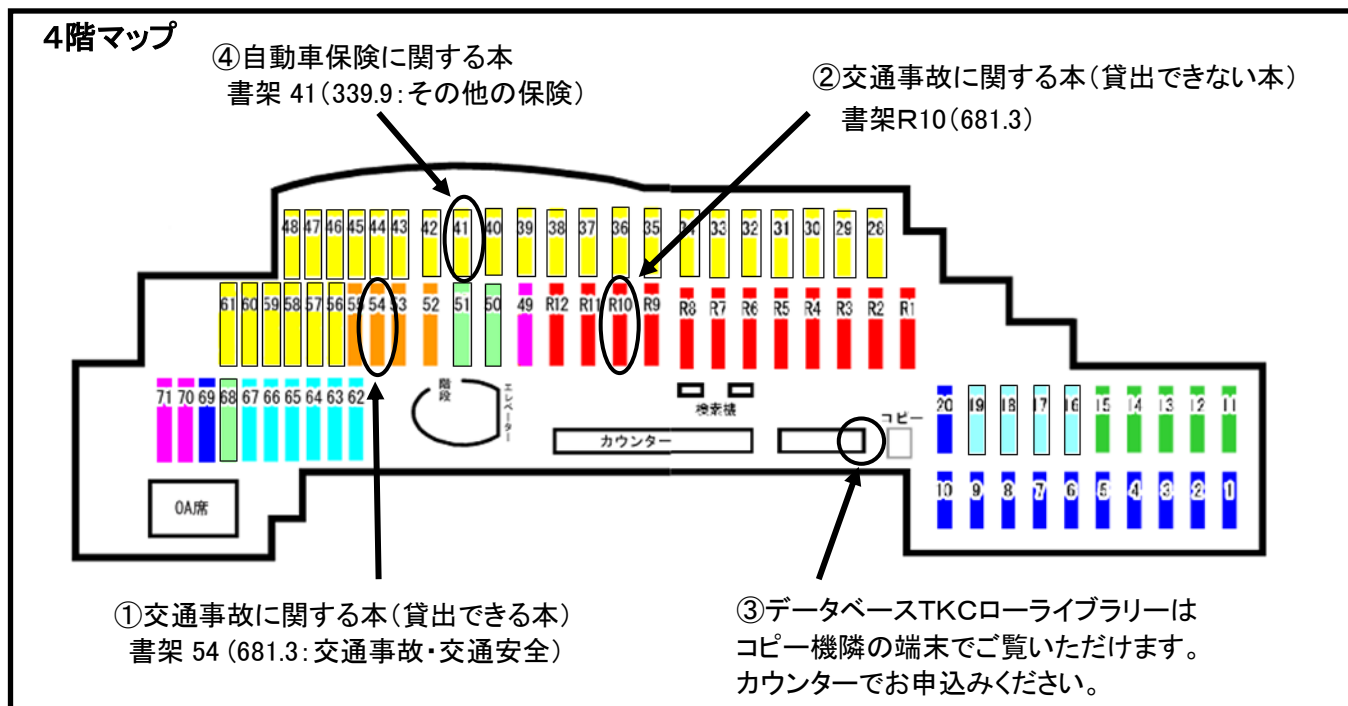 4階マップ
④自動車保険に関する本
書架 41(339.9:その他の保険)
②交通事故に関する本(貸出できない本)
書架R10(681.3)
48 47 46 45 44 43 42 41 40 39 38 37 36 35 34 33 32 31 30 29 28
61 60 59 58 57 56 55 54 53 52 51 50 49 R12 R11 R10 R9 R8 R7 R6 R5 R4 R3 R2 R1
71 70 69 68 67 66 65 64 63 62
階段
エレベーター
検索機
カウンター
コピー
20 19 18 17 16 15 14 13 12 11
10 9 8 7 6 5 4 3 2 1
OA席
①交通事故に関する本(貸出できる本)
書架 54 (681.3:交通事故・交通安全)
③データベースTKCローライブラリーは
コピー機隣の端末でご覧いただけます。
カウンターでお申込みください。